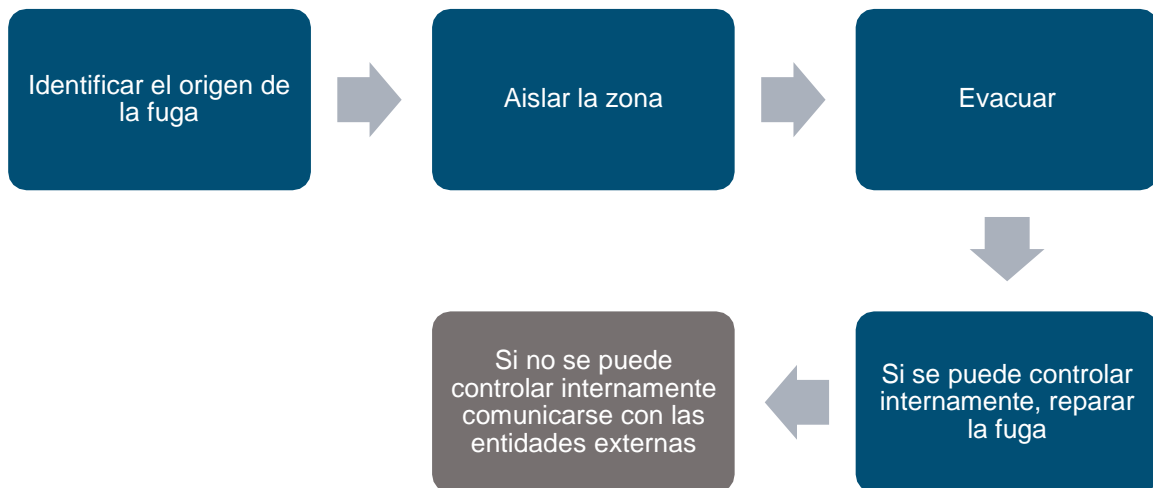 Identificar el origen de
la fuga
Aislar la zona
Evacuar
Si se puede controlar
internamente, reparar
la fuga
Si no se puede
controlar internamente
comunicarse con las
entidades externas